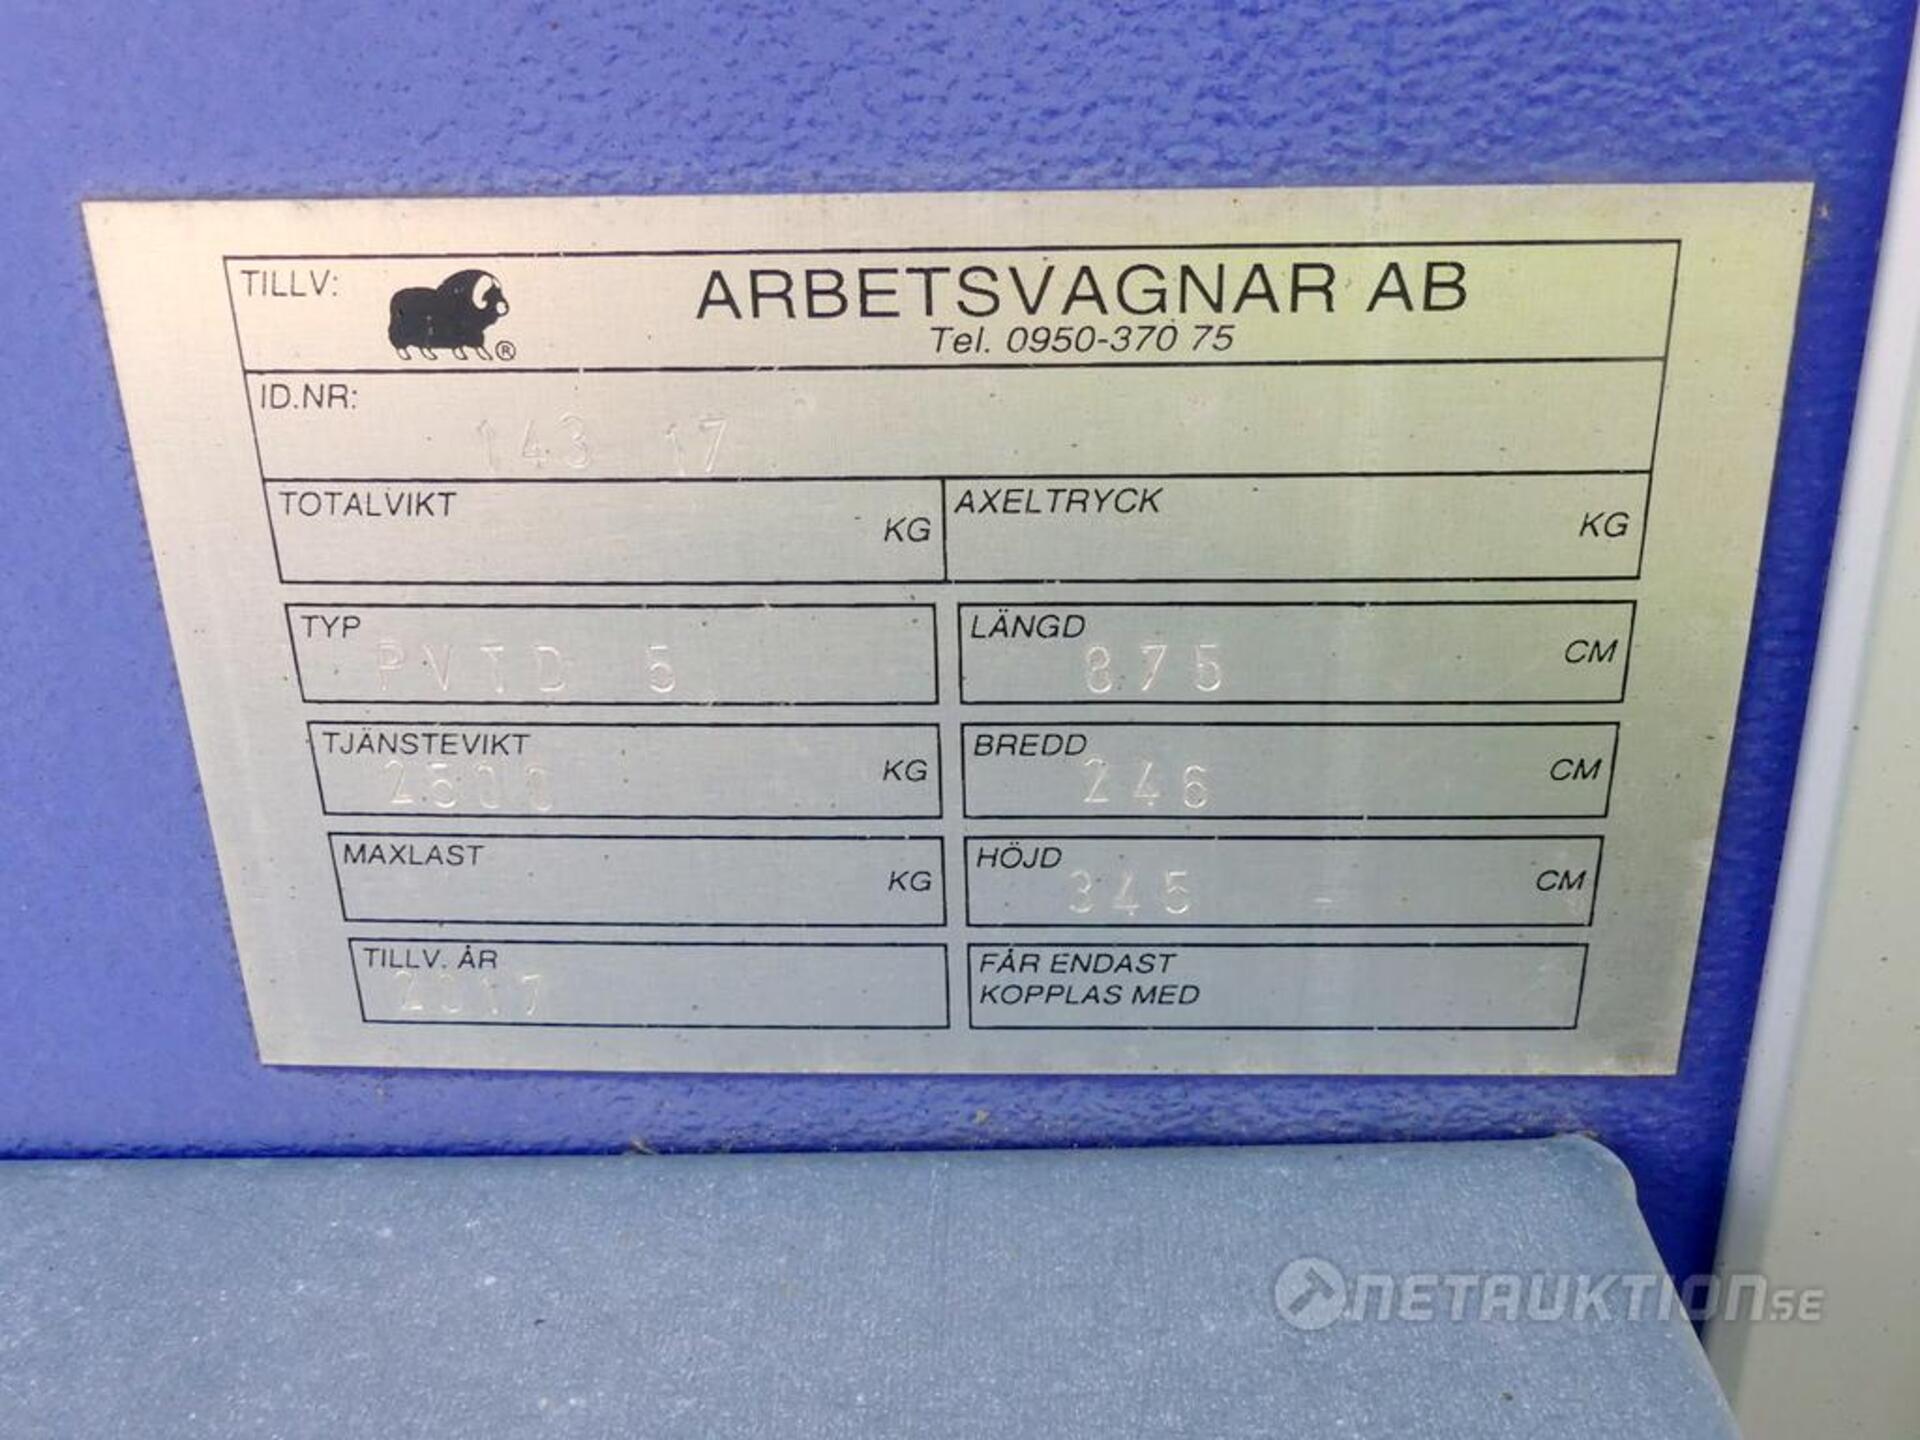 TILLV:
ARBETSVAGNAR AB
Tel. 0950-370 75
®
ID.NR:
143 17
TOTALVIKT KG
AXELTRYCK KG
TYP PVTD 5
LÄNGD 875 CM
TJÄNSTEVIKT 2500 KG
BREDD 246 CM
MAXLAST KG
HÖJD 345 CM
TILLV. ÅR 2017
FÅR ENDAST
KOPPLAS MED
NETAUKTION.SE